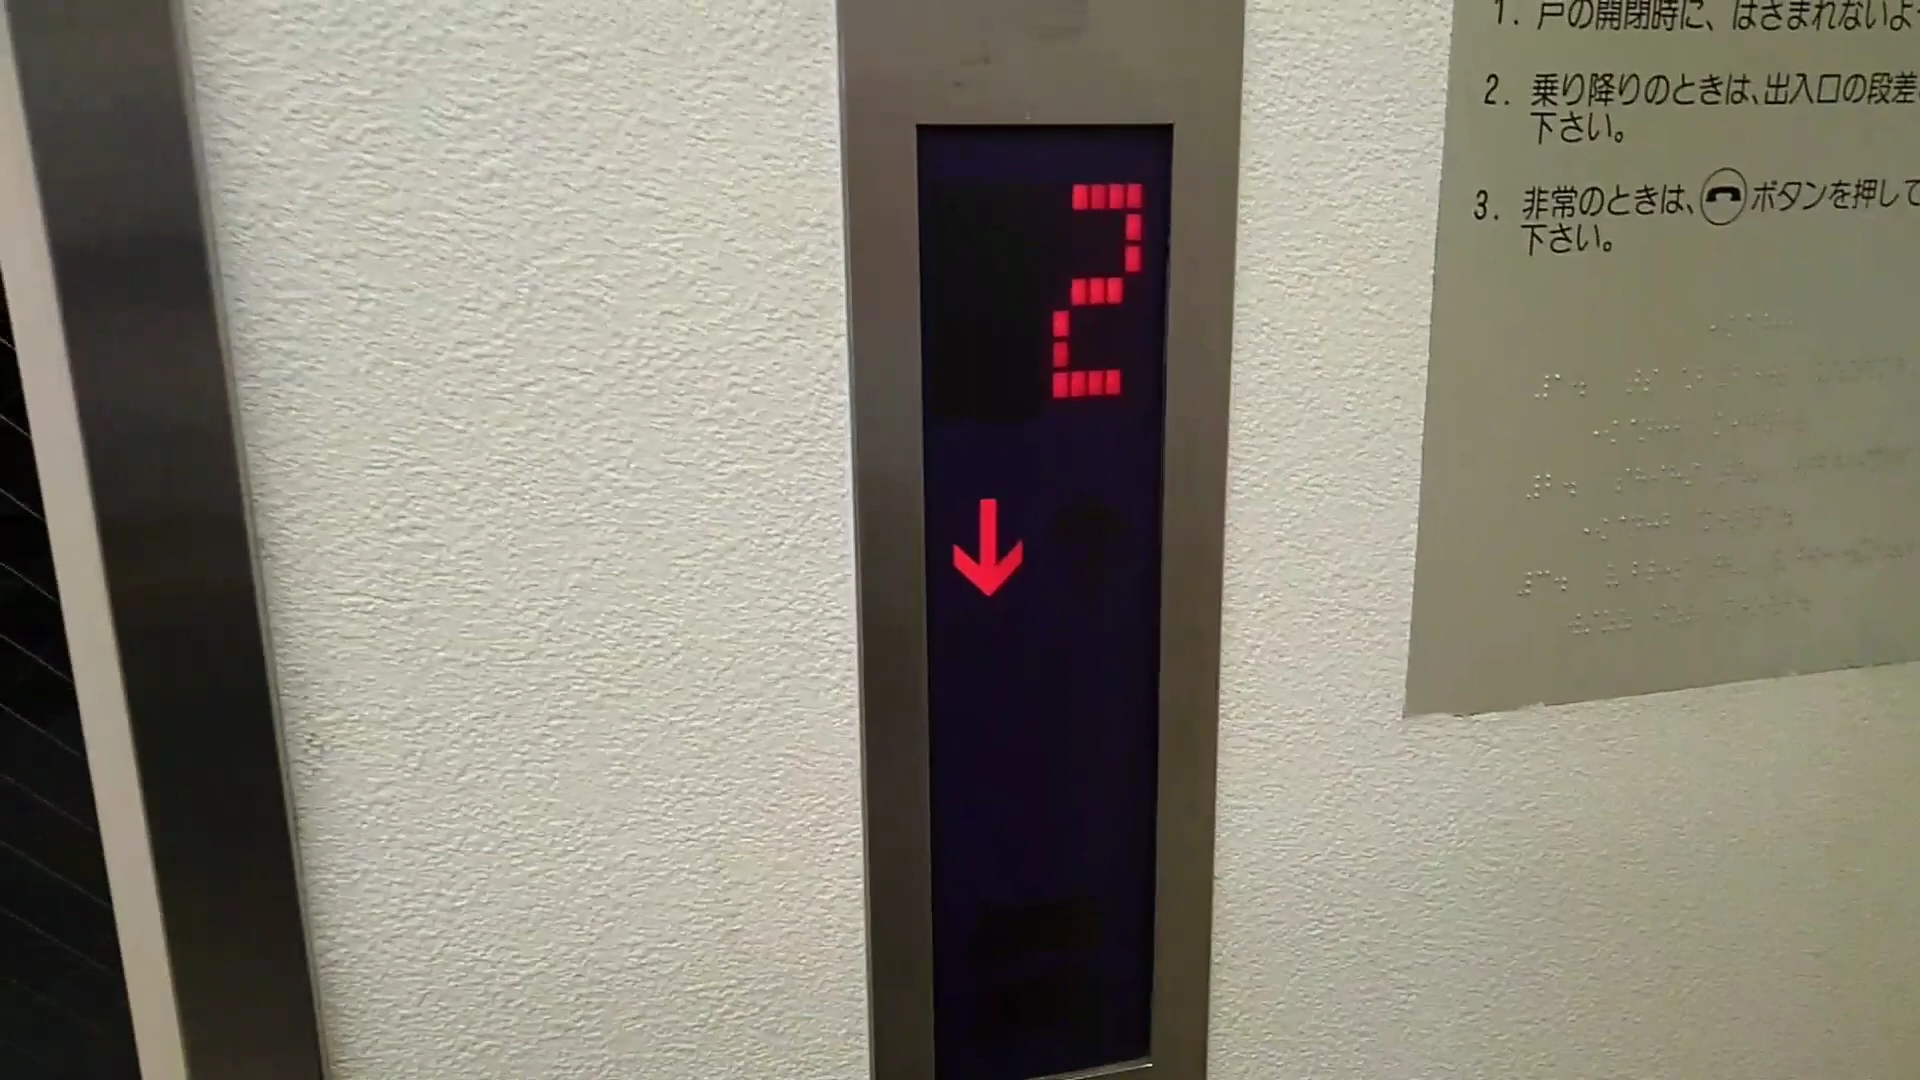 2
1. 戸の開閉時に、はさまれないよ
2. 乗り降りのときは、出入口の段差
下さい。
3. 非常のときは、ボタンを押して
下さい。